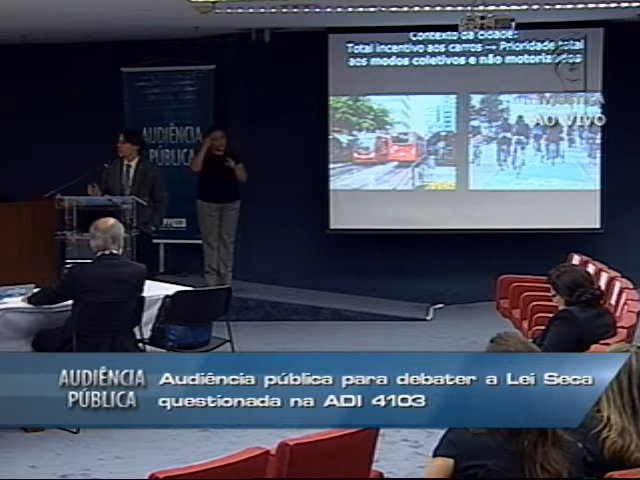 Contexto da cidade:
Total incentivo aos carros — Prioridade total
aos modos coletivos e não motorizados
JUSTIÇA
AO VIVO
AUDIÊNCIA
PÚBLICA
AUDIÊNCIA
PÚBLICA
Audiência pública para debater a Lei Seca
questionada na ADI 4103